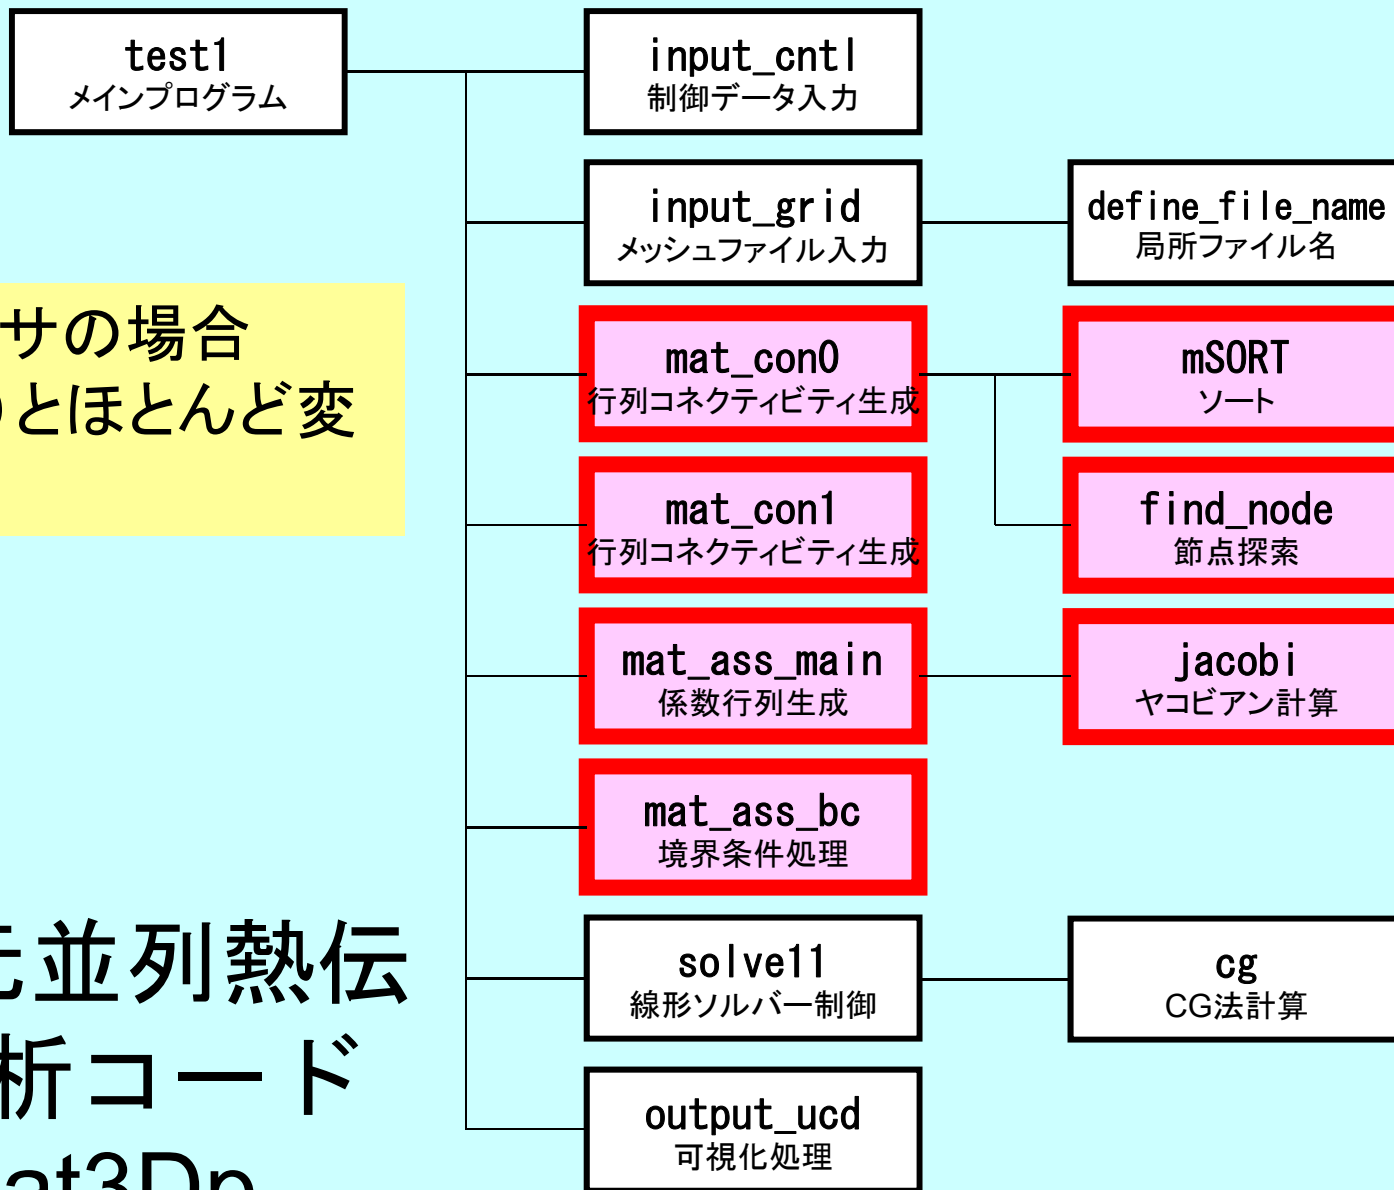 test1
メインプログラム
input_cntl
制御データ入力
input_grid
メッシュファイル入力
define_file_name
局所ファイル名
サの場合
とほとんど変
mat_con0
行列コネクティビティ生成
mSORT
ソート
mat_con1
行列コネクティビティ生成
find_node
節点探索
mat_ass_main
係数行列生成
jacobi
ヤコビアン計算
mat_ass_bc
境界条件処理
並列熱伝
析コード
at3Dp
solve11
線形ソルバー制御
cg
CG法計算
output_ucd
可視化処理